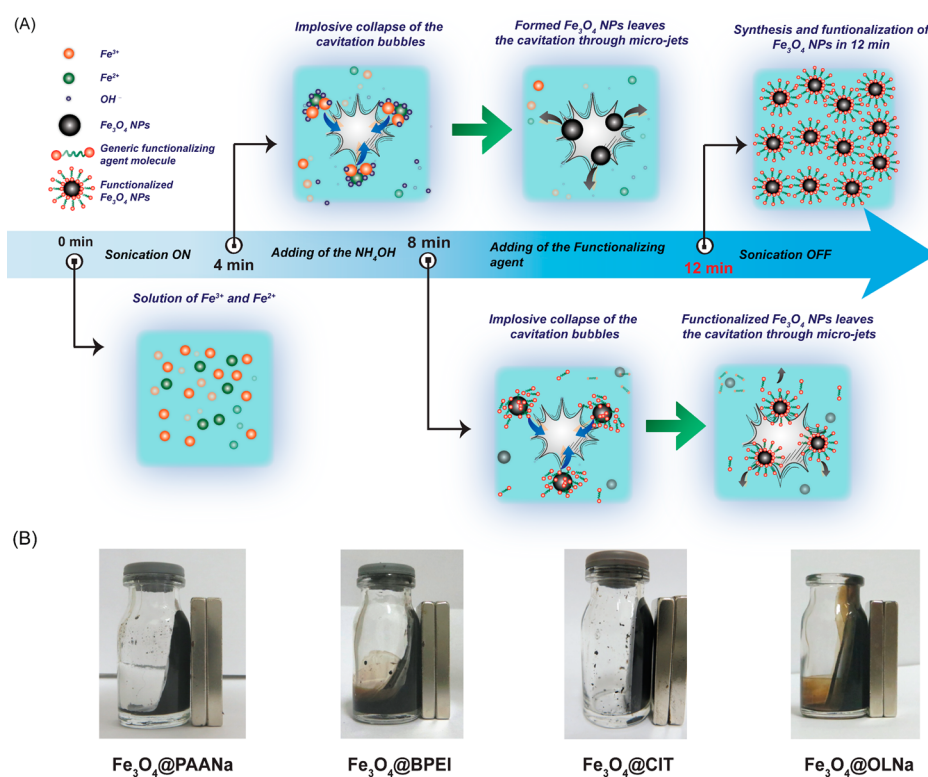 (A)
Fe³⁺
Fe²⁺
OH⁻
Fe₃O₄ NPs
Generic functionalizing
agent molecule
Functionalized
Fe₃O₄ NPs
Implosive collapse of the
cavitation bubbles
Formed Fe₃O₄ NPs leaves
the cavitation through micro-jets
Synthesis and funtionalization of
Fe₃O₄ NPs in 12 min
0 min
Sonication ON
4 min
Adding of the NH₄OH
8 min
Adding of the Functionalizing
agent
12 min
Sonication OFF
Solution of Fe³⁺ and Fe²⁺
Implosive collapse of the
cavitation bubbles
Functionalized Fe₃O₄ NPs leaves
the cavitation through micro-jets
(B)
Fe₃O₄@PAANa
Fe₃O₄@BPEI
Fe₃O₄@CIT
Fe₃O₄@OLNa